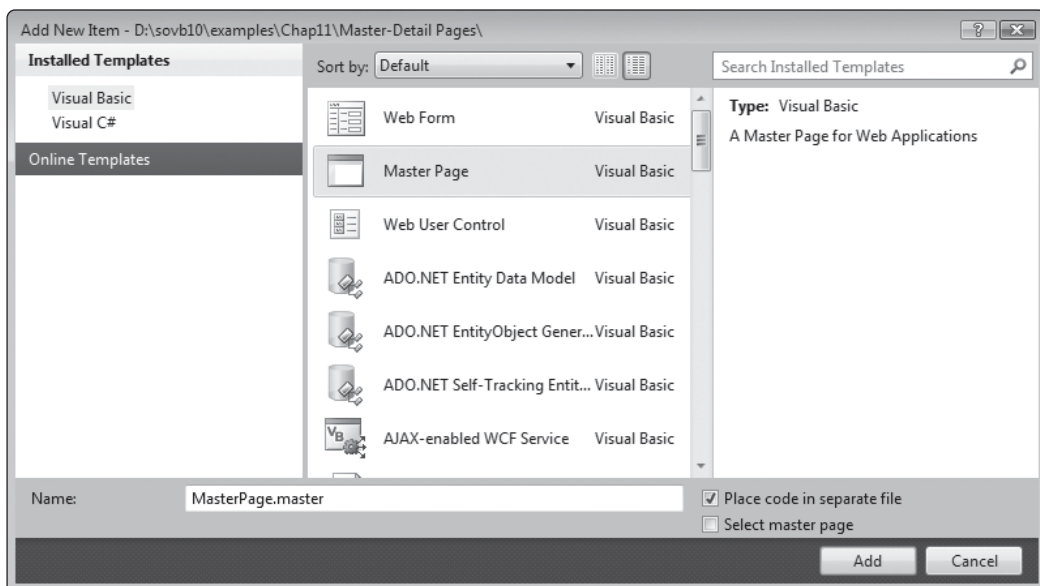 Add New Item - D:\sovb10\examples\Chap11\Master-Detail Pages\
Installed Templates
Visual Basic
Visual C#
Online Templates
Sort by: Default
Web Form Visual Basic
Master Page Visual Basic
Web User Control Visual Basic
ADO.NET Entity Data Model Visual Basic
ADO.NET EntityObject Gener... Visual Basic
ADO.NET Self-Tracking Entit... Visual Basic
AJAX-enabled WCF Service Visual Basic
Search Installed Templates
Type: Visual Basic
A Master Page for Web Applications
Name: MasterPage.master
Place code in separate file
Select master page
Add Cancel